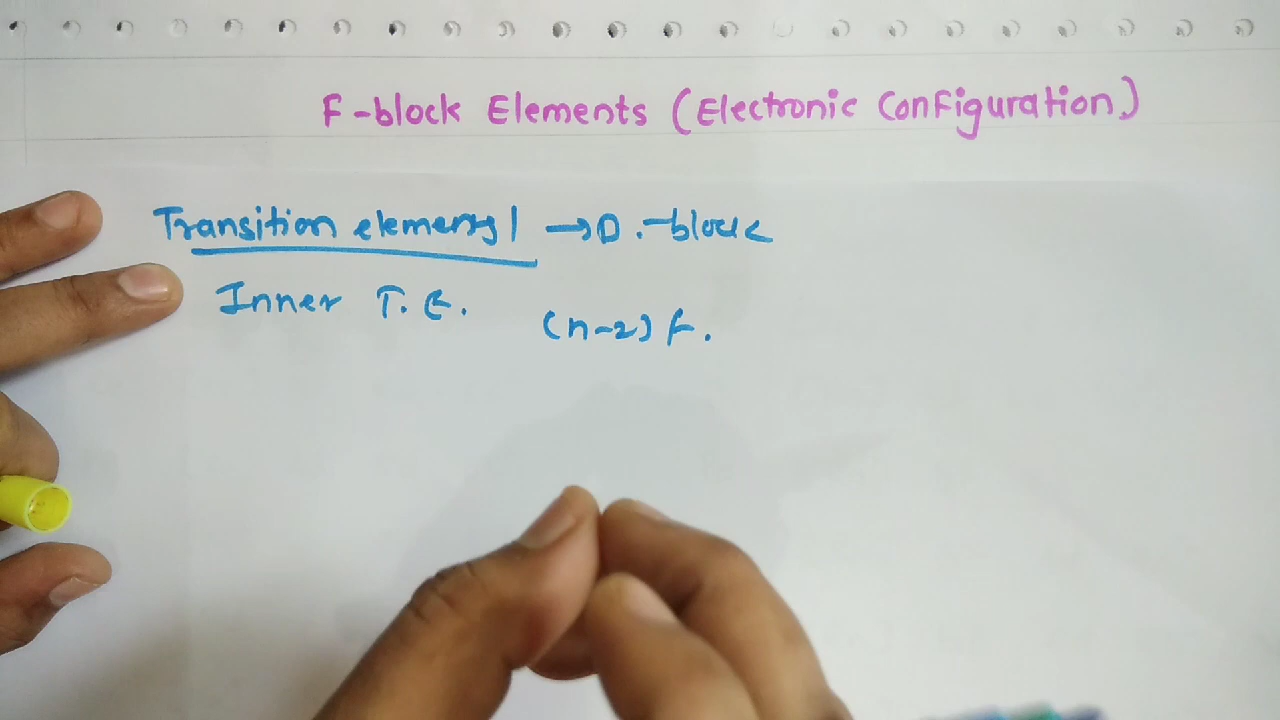 F-block Elements (Electronic Configuration)
Transition elements → D.-block
Inner T.E.
(n-2) f.